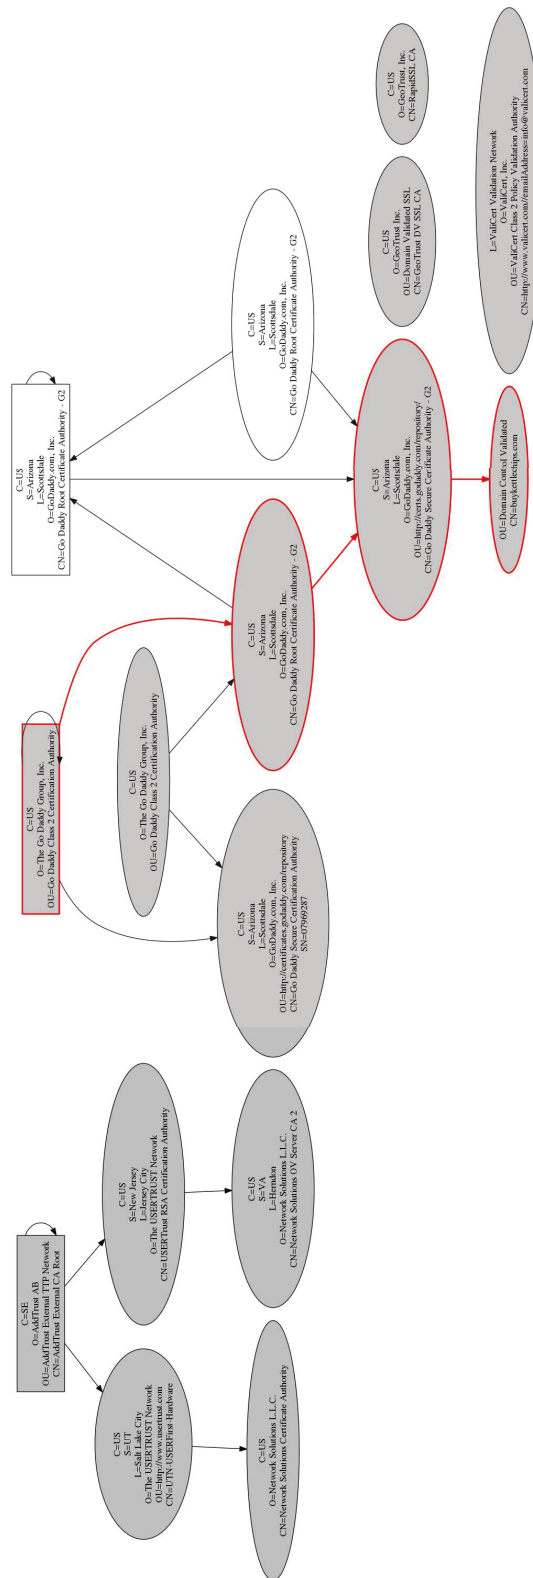 C=SE
O=AddTrust AB
OU=AddTrust External TTP Network
CN=AddTrust External CA Root
C=US
O=The Go Daddy Group, Inc.
OU=Go Daddy Class 2 Certification Authority
C=US
S=Arizona
L=Scottsdale
O=GoDaddy.com, Inc.
CN=Go Daddy Root Certificate Authority - G2
C=US
S=UT
L=Salt Lake City
O=The USERTRUST Network
OU=http://www.usertrust.com
CN=UTN-USERFirst-Hardware
C=US
S=New Jersey
L=Jersey City
O=The USERTRUST Network
CN=USERTrust RSA Certification Authority
C=US
O=The Go Daddy Group, Inc.
OU=Go Daddy Class 2 Certification Authority
C=US
O=Network Solutions L.L.C.
CN=Network Solutions Certificate Authority
C=US
S=VA
L=Herndon
O=Network Solutions L.L.C.
CN=Network Solutions OV Server CA 2
C=US
S=Arizona
L=Scottsdale
O=GoDaddy.com, Inc.
OU=http://certificates.godaddy.com/repository
CN=Go Daddy Secure Certification Authority
SN=07969287
C=US
S=Arizona
L=Scottsdale
O=GoDaddy.com, Inc.
CN=Go Daddy Root Certificate Authority - G2
C=US
S=Arizona
L=Scottsdale
O=GoDaddy.com, Inc.
CN=Go Daddy Root Certificate Authority - G2
C=US
S=Arizona
L=Scottsdale
O=GoDaddy.com, Inc.
OU=http://certs.godaddy.com/repository/
CN=Go Daddy Secure Certificate Authority - G2
C=US
O=GeoTrust Inc.
OU=Domain Validated SSL
CN=GeoTrust DV SSL CA
C=US
O=GeoTrust, Inc.
CN=RapidSSL CA
OU=Domain Control Validated
CN=buykettlechips.com
L=ValiCert Validation Network
O=ValiCert, Inc.
OU=ValiCert Class 2 Policy Validation Authority
CN=http://www.valicert.com//emailAddress=info@valicert.com